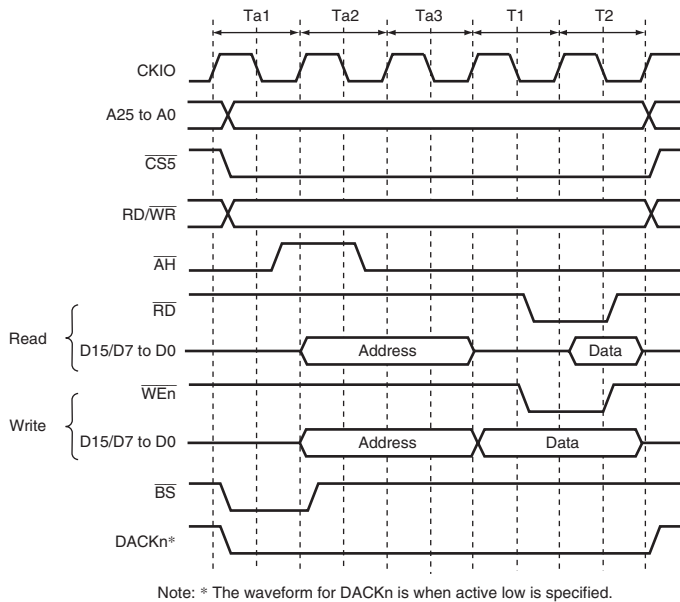 Ta1 Ta2 Ta3 T1 T2
CKIO
A25 to A0
CS5
RD/WR
AH
RD
Read
D15/D7 to D0 Address Data
WEn
Write
D15/D7 to D0 Address Data
BS
DACKn*
Note: * The waveform for DACKn is when active low is specified.